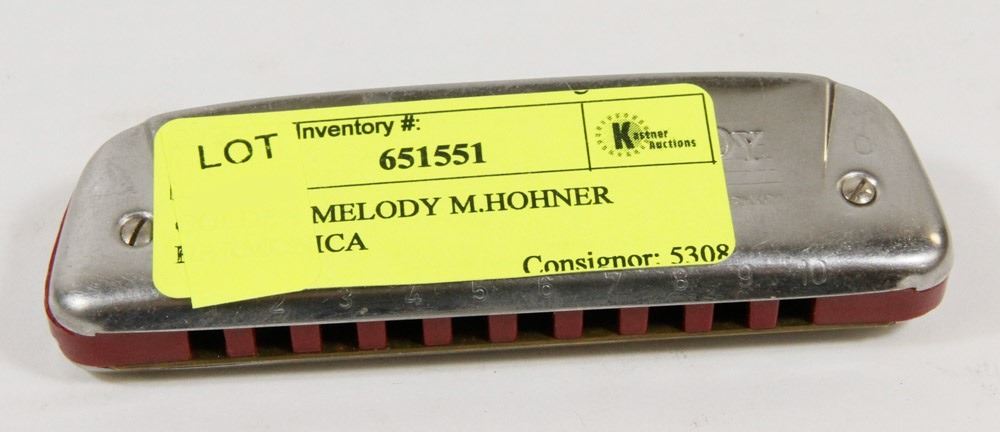 LOT Inventory #:
651551
Kastner
Auctions
MELODY M.HOHNER
ICA
Consignor: 5308
OY
2 3 4 5 6 7 8 9 10